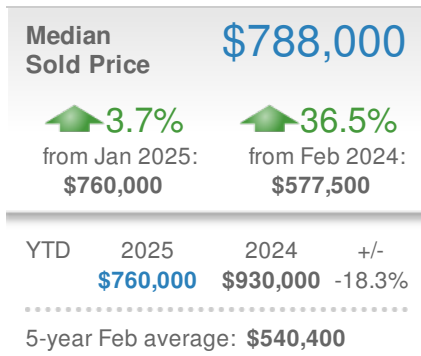 Median $788,000
Sold Price
3.7% 36.5%
from Jan 2025: from Feb 2024:
$760,000 $577,500
YTD 2025 2024 +/-
$760,000 $930,000 -18.3%
5-year Feb average: $540,400